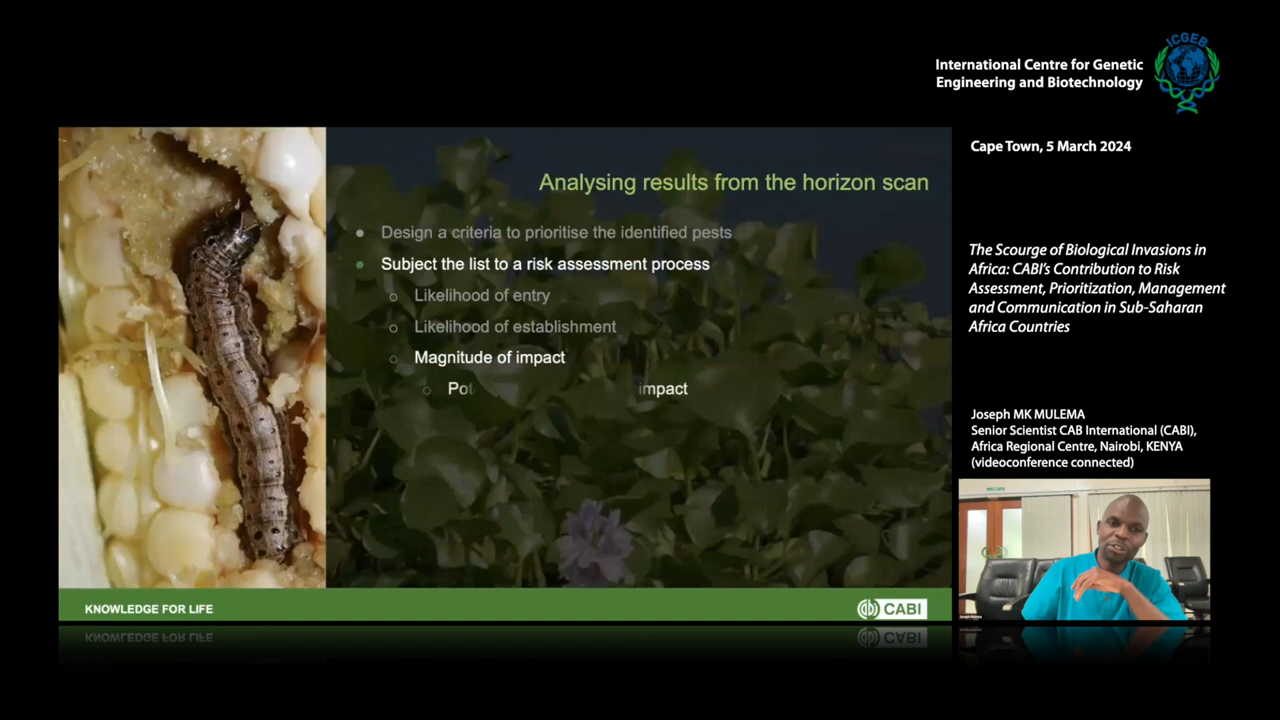 ICGEB
International Centre for Genetic
Engineering and Biotechnology
Cape Town, 5 March 2024
Analysing results from the horizon scan
Design a criteria to prioritise the identified pests
Subject the list to a risk assessment process
Likelihood of entry
Likelihood of establishment
Magnitude of impact
Pot impact
The Scourge of Biological Invasions in
Africa: CABI's Contribution to Risk
Assessment, Prioritization, Management
and Communication in Sub-Saharan
Africa Countries
Joseph MK MULEMA
Senior Scientist CAB International (CABI),
Africa Regional Centre, Nairobi, KENYA
(videoconference connected)
KNOWLEDGE FOR LIFE
CABI